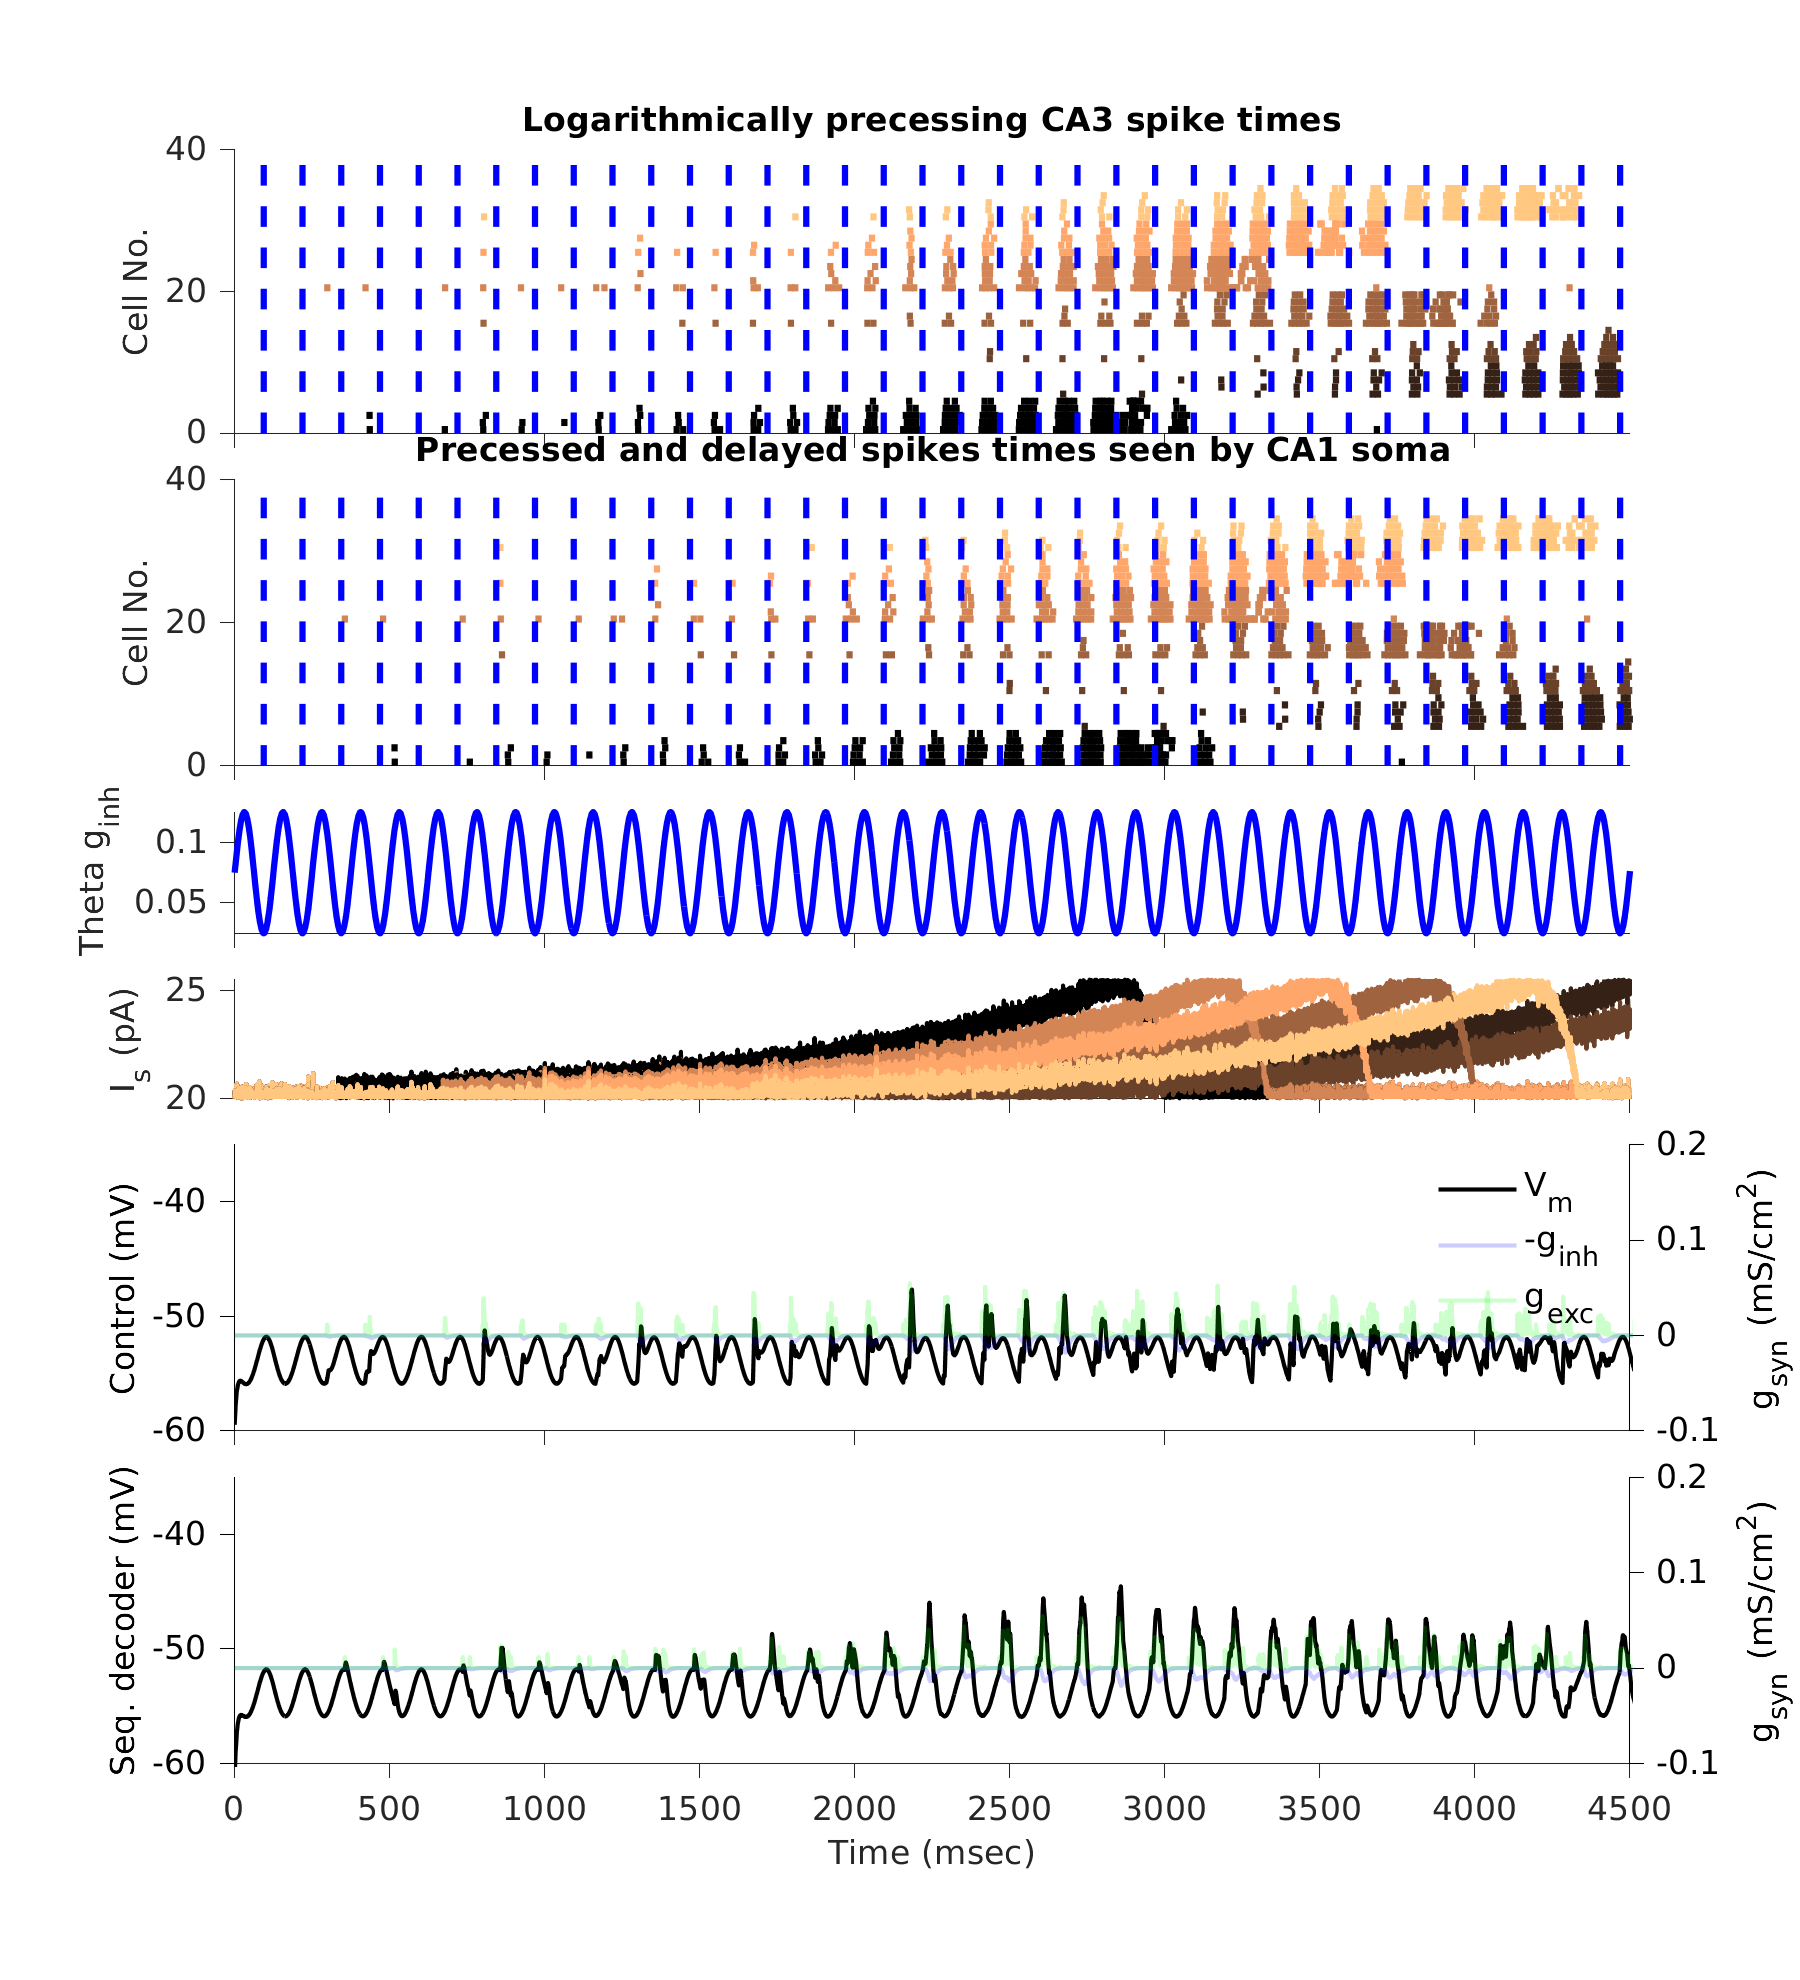 Logarithmically precessing CA3 spike times
40
20
0
Cell No.
Precessed and delayed spikes times seen by CA1 soma
40
20
0
Cell No.
0.1
0.05
Theta g_inh
25
20
I_s (pA)
-40
-50
-60
Control (mV)
V_m
-g_inh
g_exc
0.2
0.1
0
-0.1
g_syn (mS/cm²)
-40
-50
-60
Seq. decoder (mV)
0.2
0.1
0
-0.1
g_syn (mS/cm²)
0 500 1000 1500 2000 2500 3000 3500 4000 4500
Time (msec)